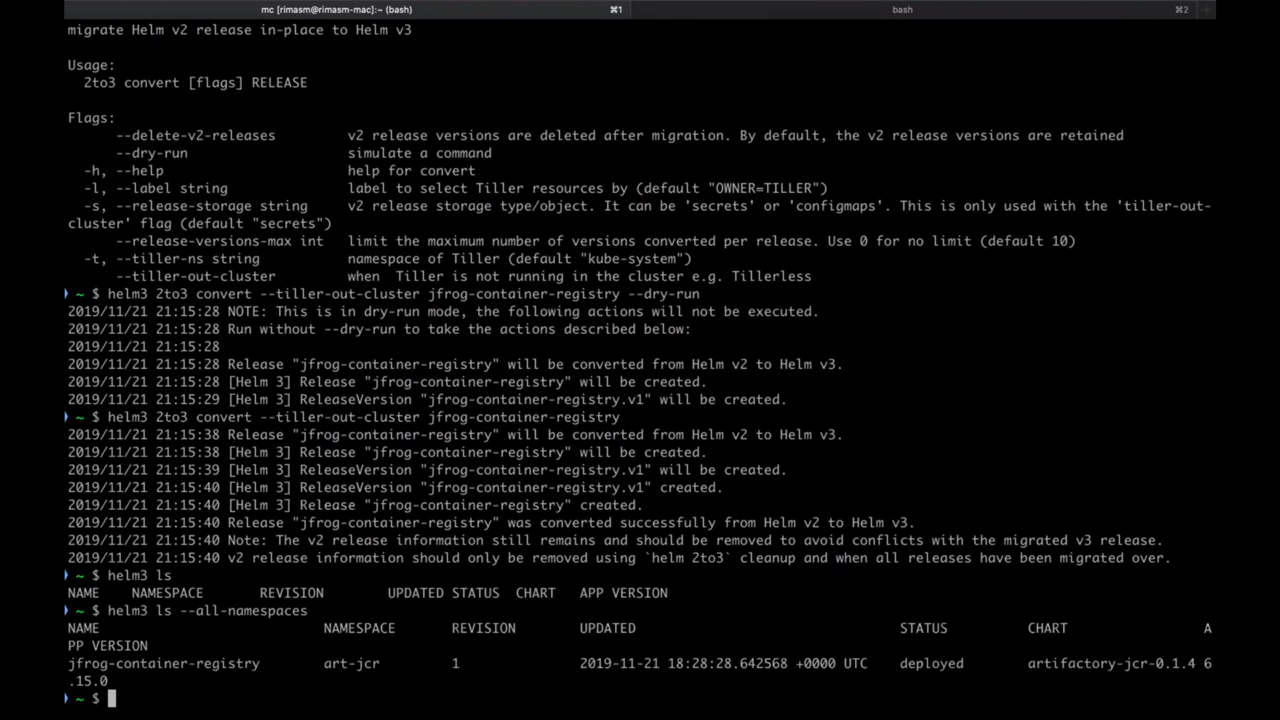 mc [rimasm@rimasm-mac]:~ (bash) ⌘1 bash ⌘2 +
migrate Helm v2 release in-place to Helm v3
Usage:
2to3 convert [flags] RELEASE
Flags:
--delete-v2-releases v2 release versions are deleted after migration. By default, the v2 release versions are retained
--dry-run simulate a command
-h, --help help for convert
-l, --label string label to select Tiller resources by (default "OWNER=TILLER")
-s, --release-storage string v2 release storage type/object. It can be 'secrets' or 'configmaps'. This is only used with the 'tiller-out-
cluster' flag (default "secrets")
--release-versions-max int limit the maximum number of versions converted per release. Use 0 for no limit (default 10)
-t, --tiller-ns string namespace of Tiller (default "kube-system")
--tiller-out-cluster when Tiller is not running in the cluster e.g. Tillerless
~ $ helm3 2to3 convert --tiller-out-cluster jfrog-container-registry --dry-run
2019/11/21 21:15:28 NOTE: This is in dry-run mode, the following actions will not be executed.
2019/11/21 21:15:28 Run without --dry-run to take the actions described below:
2019/11/21 21:15:28
2019/11/21 21:15:28 Release "jfrog-container-registry" will be converted from Helm v2 to Helm v3.
2019/11/21 21:15:28 [Helm 3] Release "jfrog-container-registry" will be created.
2019/11/21 21:15:29 [Helm 3] ReleaseVersion "jfrog-container-registry.v1" will be created.
~ $ helm3 2to3 convert --tiller-out-cluster jfrog-container-registry
2019/11/21 21:15:38 Release "jfrog-container-registry" will be converted from Helm v2 to Helm v3.
2019/11/21 21:15:38 [Helm 3] Release "jfrog-container-registry" will be created.
2019/11/21 21:15:39 [Helm 3] ReleaseVersion "jfrog-container-registry.v1" will be created.
2019/11/21 21:15:40 [Helm 3] ReleaseVersion "jfrog-container-registry.v1" created.
2019/11/21 21:15:40 [Helm 3] Release "jfrog-container-registry" created.
2019/11/21 21:15:40 Release "jfrog-container-registry" was converted successfully from Helm v2 to Helm v3.
2019/11/21 21:15:40 Note: The v2 release information still remains and should be removed to avoid conflicts with the migrated v3 release.
2019/11/21 21:15:40 v2 release information should only be removed using `helm 2to3` cleanup and when all releases have been migrated over.
~ $ helm3 ls
NAME NAMESPACE REVISION UPDATED STATUS CHART APP VERSION
~ $ helm3 ls --all-namespaces
NAME NAMESPACE REVISION UPDATED STATUS CHART A
PP VERSION
jfrog-container-registry art-jcr 1 2019-11-21 18:28:28.642568 +0000 UTC deployed artifactory-jcr-0.1.4 6
.15.0
~ $